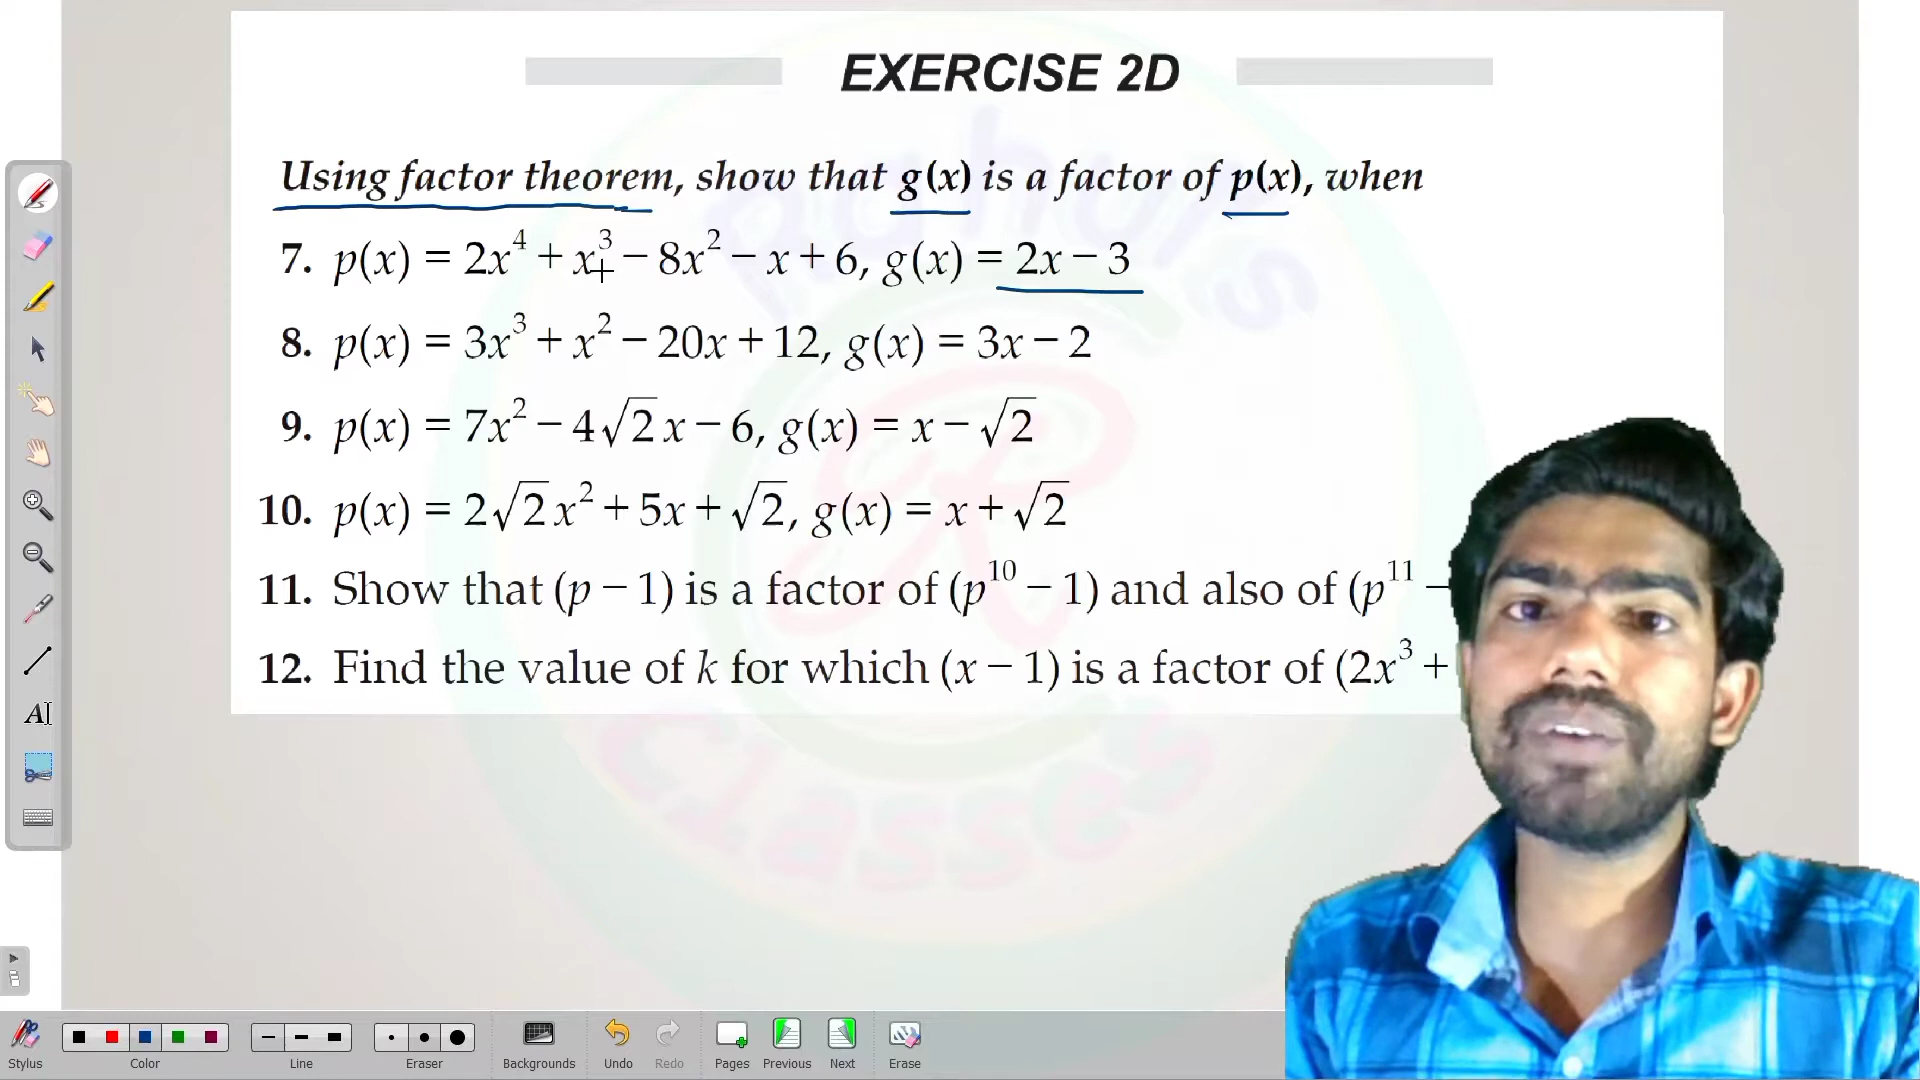 EXERCISE 2D
Using factor theorem, show that g(x) is a factor of p(x), when
7. p(x) = 2x⁴ + x³ − 8x² − x + 6, g(x) = 2x − 3
8. p(x) = 3x³ + x² − 20x + 12, g(x) = 3x − 2
9. p(x) = 7x² − 4√2 x − 6, g(x) = x − √2
10. p(x) = 2√2 x² + 5x + √2, g(x) = x + √2
11. Show that (p − 1) is a factor of (p¹⁰ − 1) and also of (p¹¹ −
12. Find the value of k for which (x − 1) is a factor of (2x³ +
Rahul's
R
Classes
A
Stylus Color Line Eraser Backgrounds Undo Redo Pages Previous Next Erase